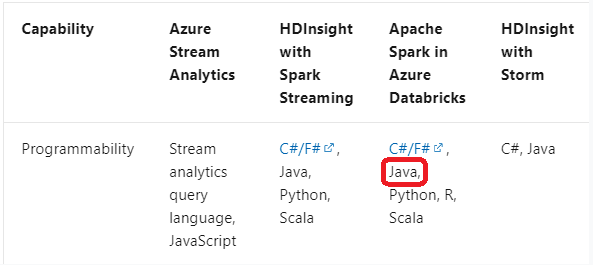 Capability Azure Stream Analytics HDInsight with Spark Streaming Apache Spark in Azure Databricks HDInsight with Storm
Programmability Stream analytics query language, JavaScript C#/F# , Java, Python, Scala C#/F# , Java, Python, R, Scala C#, Java